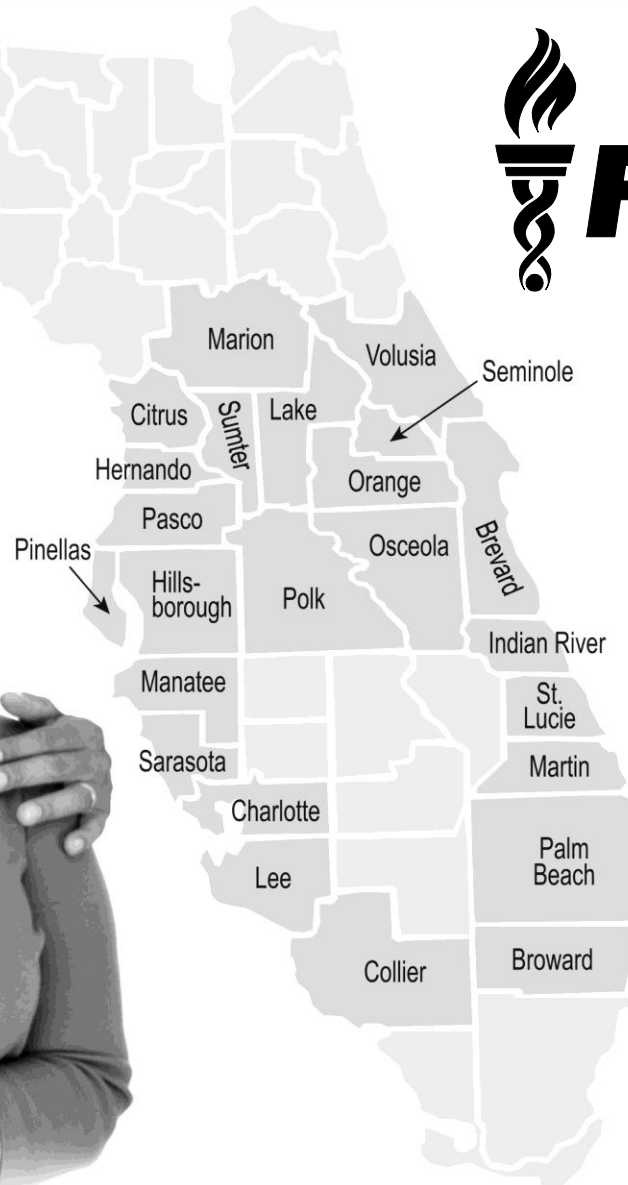 Marion
Volusia
Seminole
Citrus
Sumter
Lake
Hernando
Orange
Pasco
Osceola
Brevard
Pinellas
Hills-
borough
Polk
Indian River
Manatee
St.
Lucie
Sarasota
Martin
Charlotte
Palm
Beach
Lee
Collier
Broward